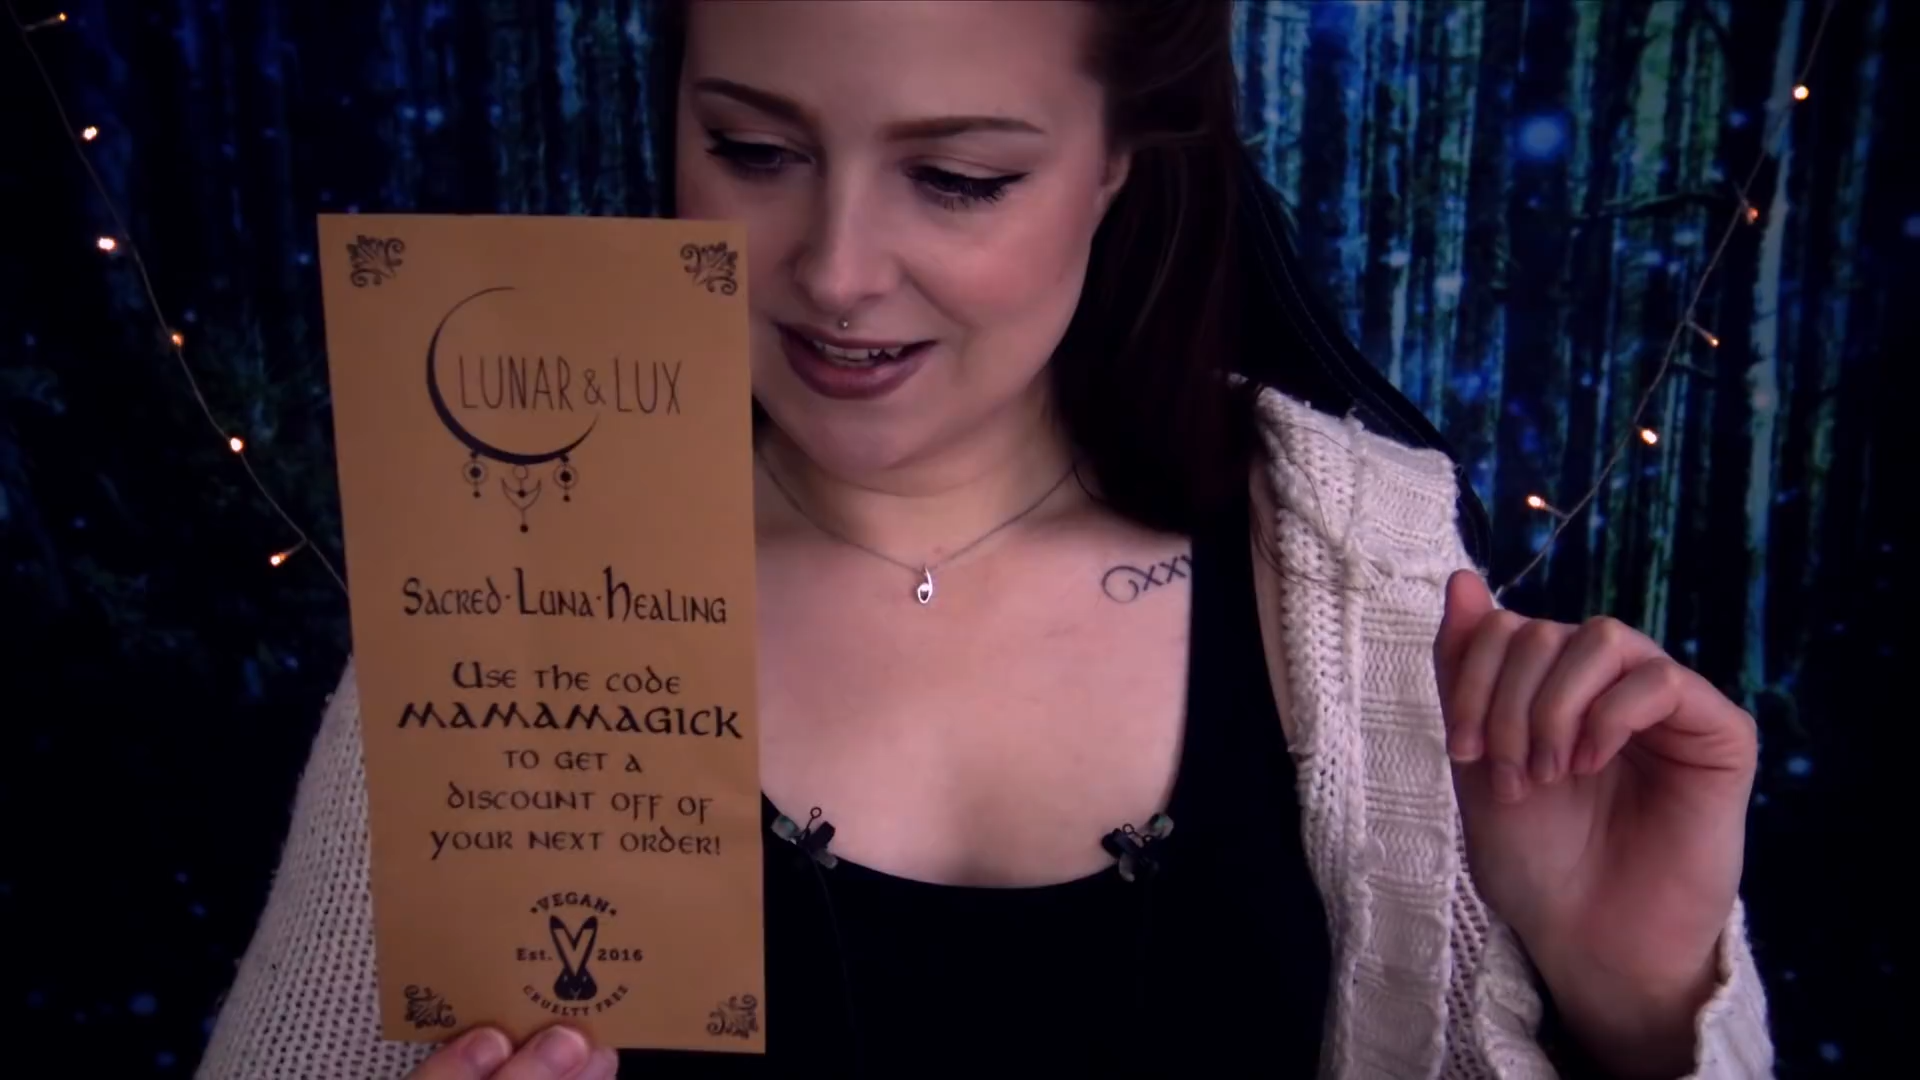 LUNAR & LUX
SACRED·LUNA·HEALING
USE THE CODE
MAMAMAGICK
TO GET A
DISCOUNT OFF OF
YOUR NEXT ORDER!
•VEGAN•
Est. 2016
CRUELTY FREE